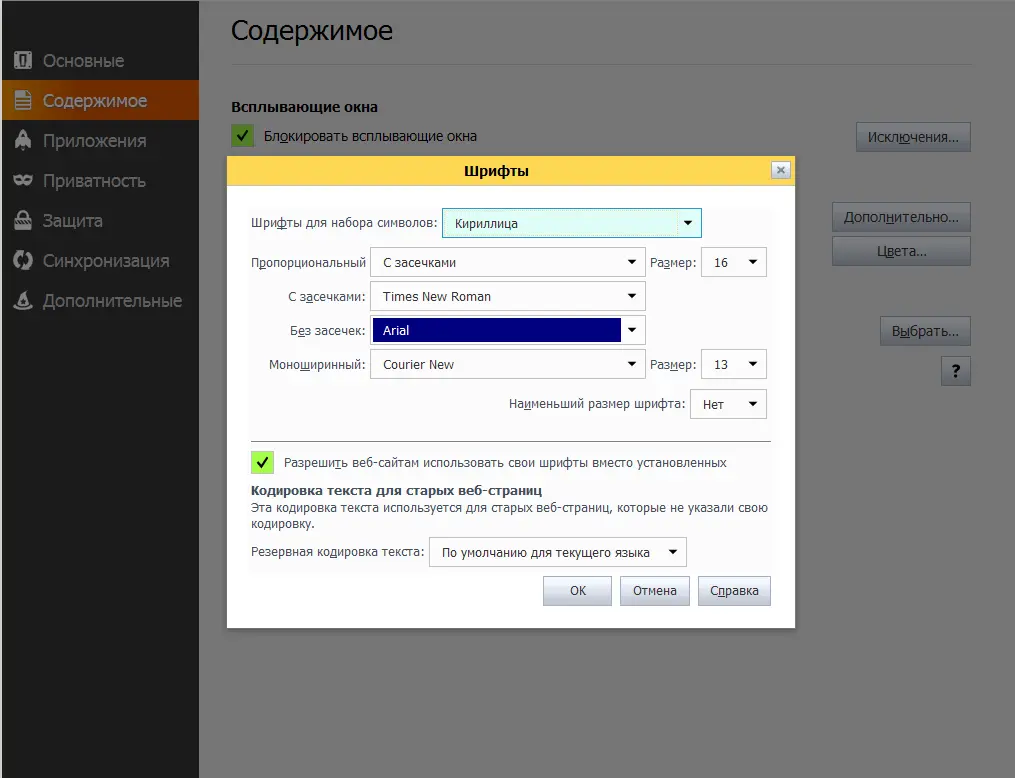 Содержимое
Основные
Содержимое
Приложения
Приватность
Защита
Синхронизация
Дополнительные
Всплывающие окна
Блокировать всплывающие окна
Исключения...
Дополнительно...
Цвета...
Выбрать...
?
Шрифты
Шрифты для набора символов: Кириллица
Пропорциональный С засечками Размер: 16
С засечками: Times New Roman
Без засечек: Arial
Моноширинный: Courier New Размер: 13
Наименьший размер шрифта: Нет
Разрешить веб-сайтам использовать свои шрифты вместо установленных
Кодировка текста для старых веб-страниц
Эта кодировка текста используется для старых веб-страниц, которые не указали свою
кодировку.
Резервная кодировка текста: По умолчанию для текущего языка
ОК Отмена Справка